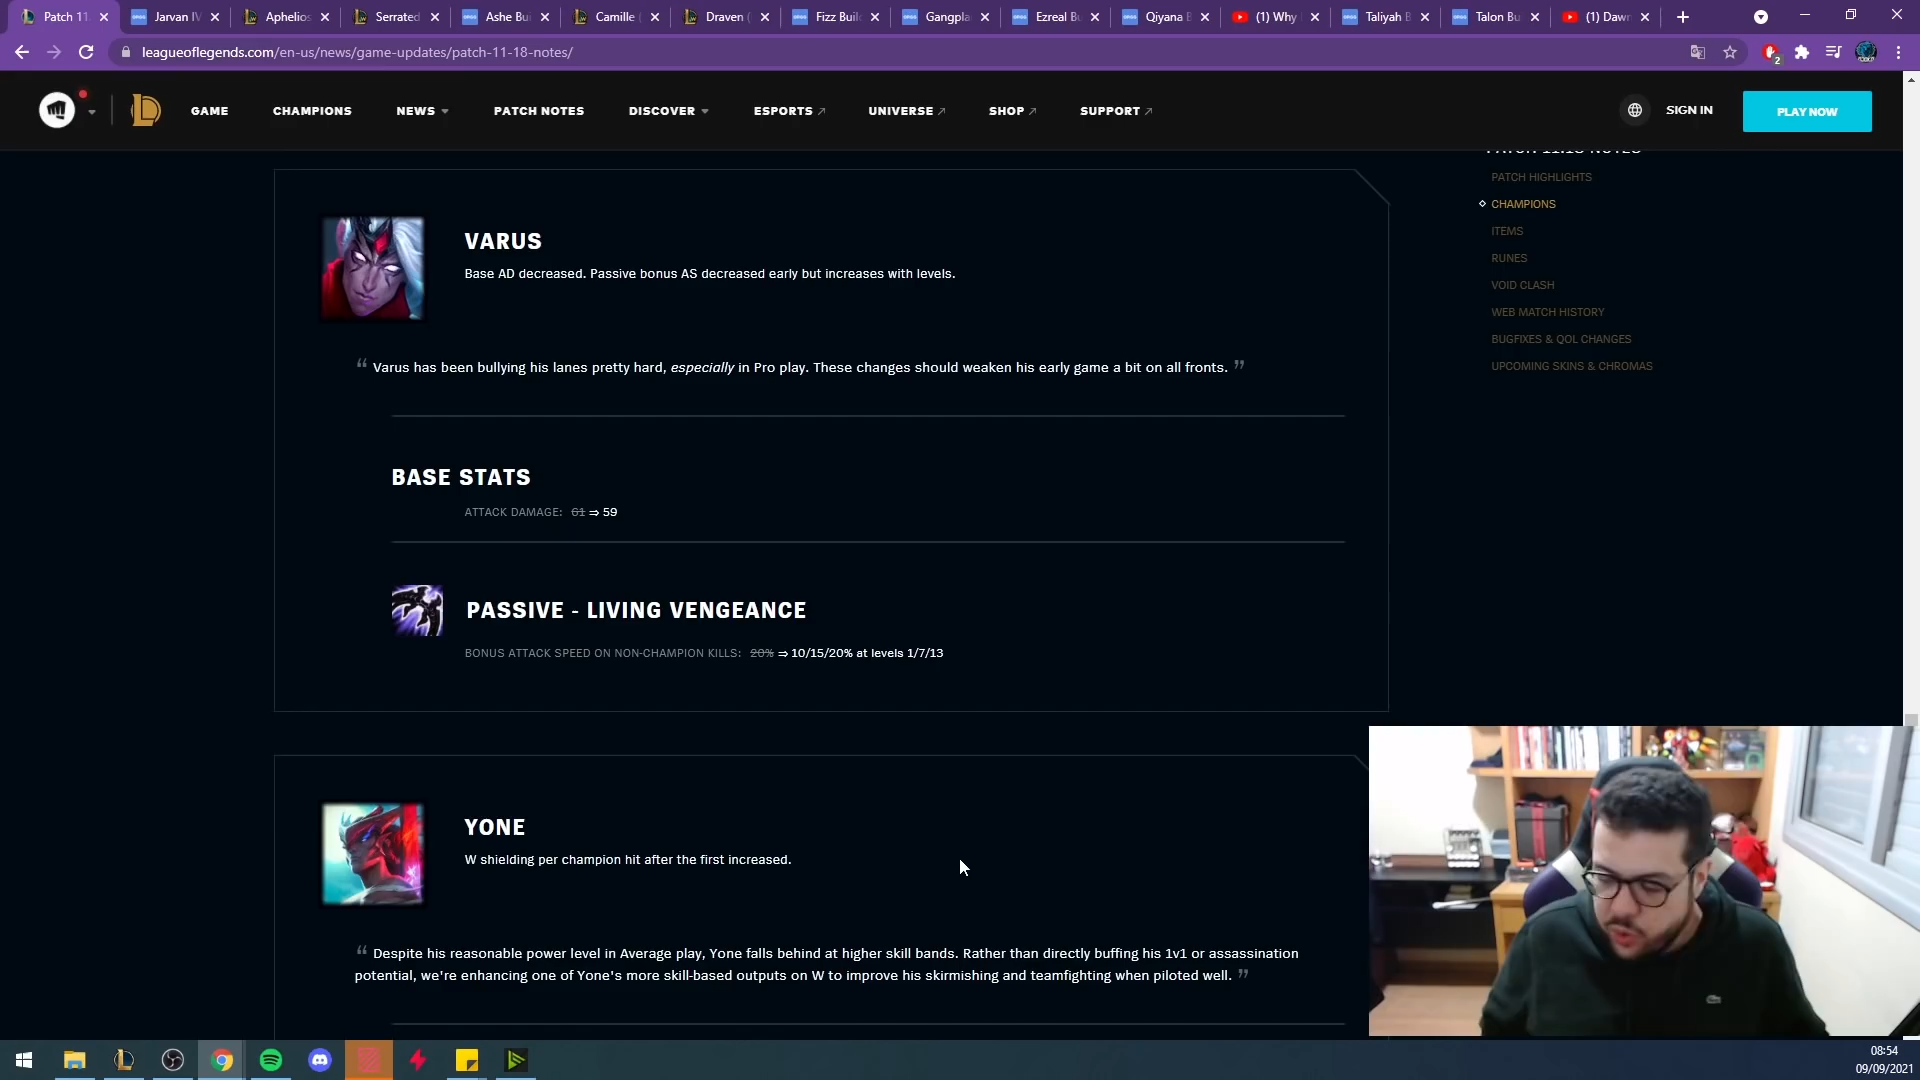 Patch 11.
Jarvan IV
Aphelios
Serrated
Ashe Bui
Camille (
Draven (
Fizz Buil
Gangpla
Ezreal Bu
Qiyana B
(1) Why
Taliyah B
Talon Bu
(1) Dawn
leagueoflegends.com/en-us/news/game-updates/patch-11-18-notes/
2
GAME
CHAMPIONS
NEWS
PATCH NOTES
DISCOVER
ESPORTS
UNIVERSE
SHOP
SUPPORT
SIGN IN
PLAY NOW
PATCH 11.18 NOTES
PATCH HIGHLIGHTS
CHAMPIONS
ITEMS
RUNES
VOID CLASH
WEB MATCH HISTORY
BUGFIXES & QOL CHANGES
UPCOMING SKINS & CHROMAS
VARUS
Base AD decreased. Passive bonus AS decreased early but increases with levels.
“ Varus has been bullying his lanes pretty hard, especially in Pro play. These changes should weaken his early game a bit on all fronts. ”
BASE STATS
ATTACK DAMAGE: 61 ⇒ 59
PASSIVE - LIVING VENGEANCE
BONUS ATTACK SPEED ON NON-CHAMPION KILLS: 20% ⇒ 10/15/20% at levels 1/7/13
YONE
W shielding per champion hit after the first increased.
“ Despite his reasonable power level in Average play, Yone falls behind at higher skill bands. Rather than directly buffing his 1v1 or assassination
potential, we're enhancing one of Yone's more skill-based outputs on W to improve his skirmishing and teamfighting when piloted well. ”
08:54
09/09/2021